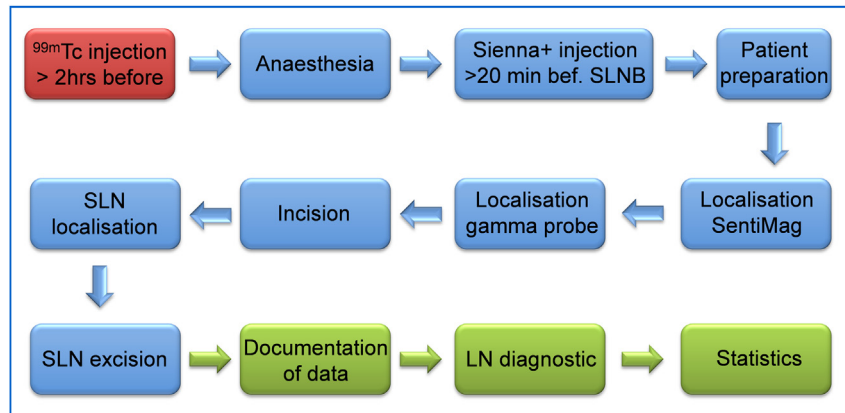 ⁹⁹ᵐTc injection
> 2hrs before
Anaesthesia
Sienna+ injection
>20 min bef. SLNB
Patient
preparation
Localisation
SentiMag
Localisation
gamma probe
Incision
SLN
localisation
SLN excision
Documentation
of data
LN diagnostic
Statistics